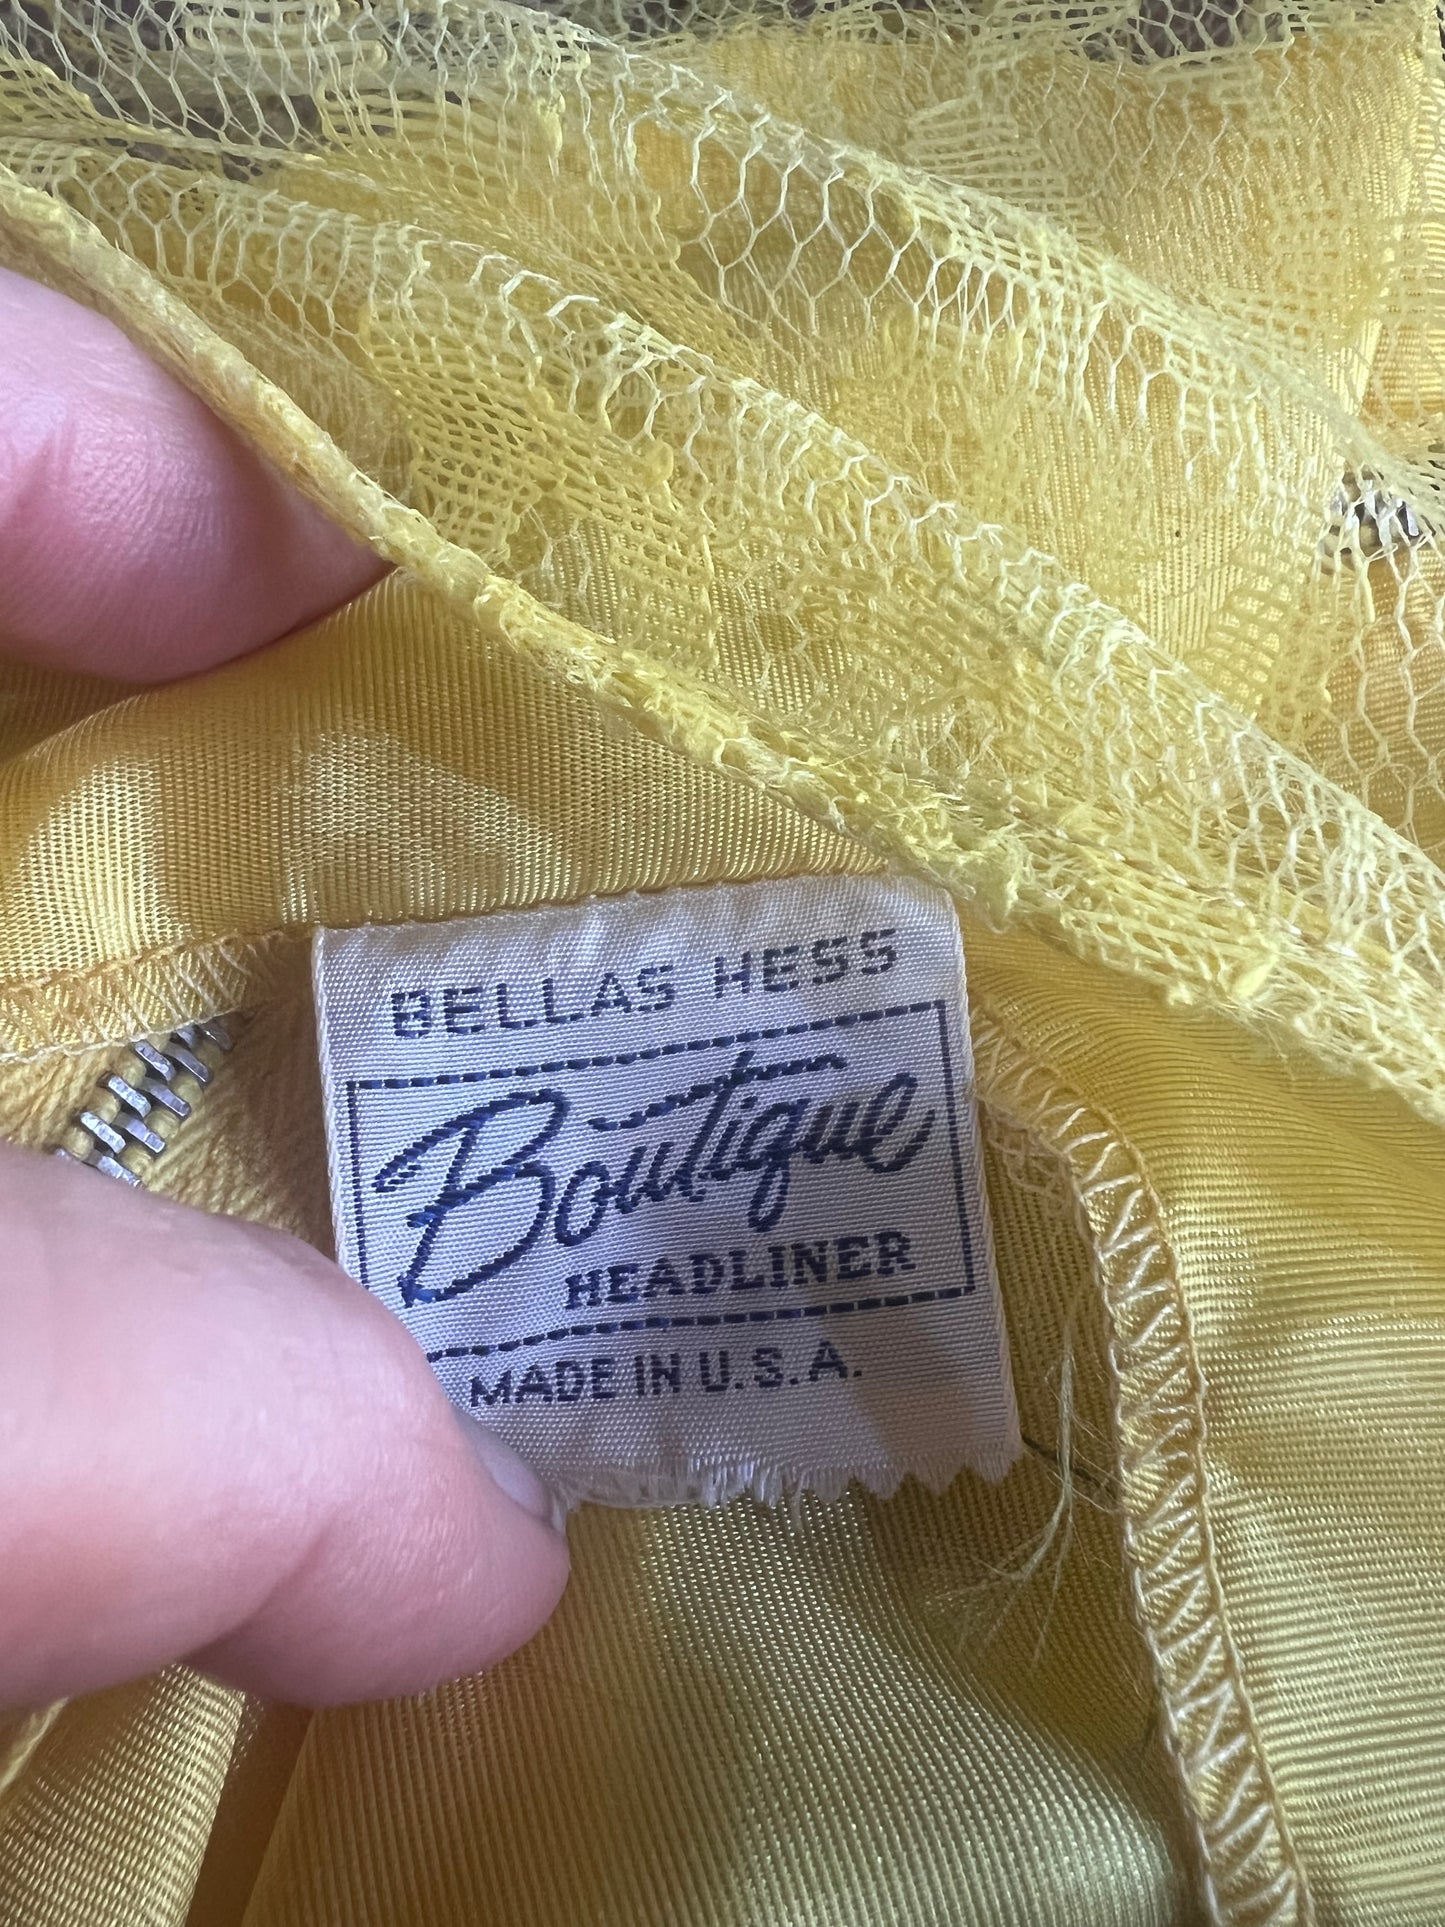 BELLAS HESS
Boutique
HEADLINER
MADE IN U.S.A.